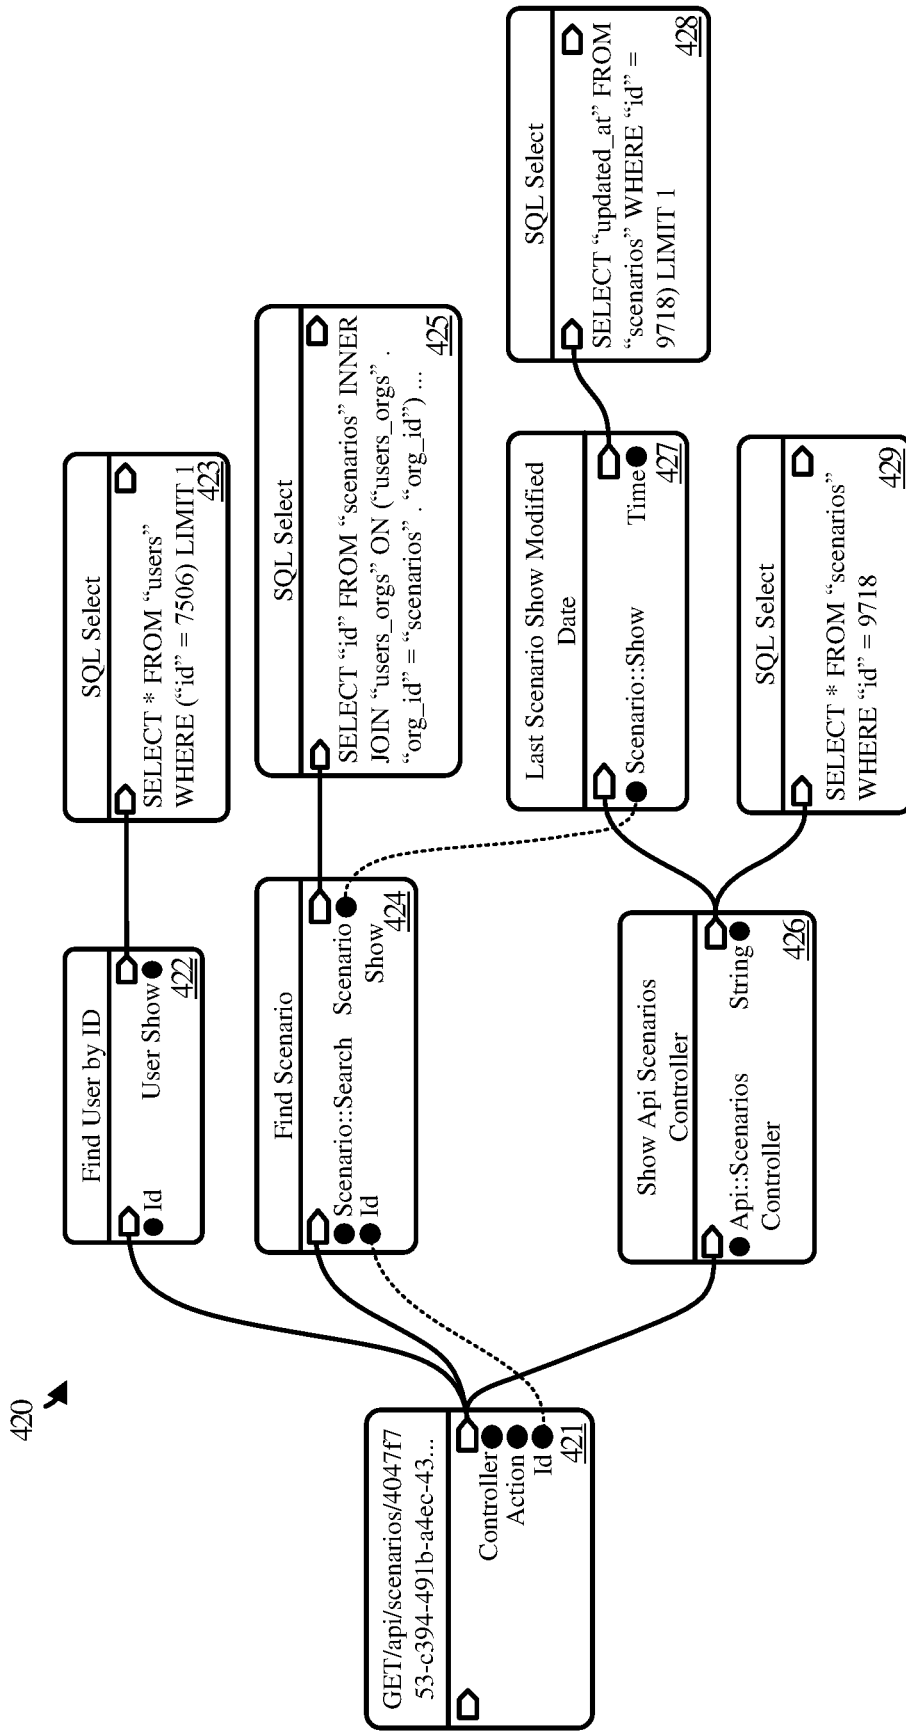 420
GET/api/scenarios/4047f7
53-c394-491b-a4ec-43...
Controller
Action
Id
421
Find User by ID
Id
User Show
422
SQL Select
SELECT * FROM “users”
WHERE (“id” = 7506) LIMIT 1
423
Find Scenario
Scenario::Search
Id
Scenario
Show
424
SQL Select
SELECT “id” FROM “scenarios” INNER
JOIN “users_orgs” ON (“users_orgs” .
“org_id” = “scenarios” . “org_id”) ...
425
Show Api Scenarios
Controller
Api::Scenarios
Controller
String
426
Last Scenario Show Modified
Date
Scenario::Show
Time
427
SQL Select
SELECT “updated_at” FROM
“scenarios” WHERE “id” =
9718) LIMIT 1
428
SQL Select
SELECT * FROM “scenarios”
WHERE “id” = 9718
429